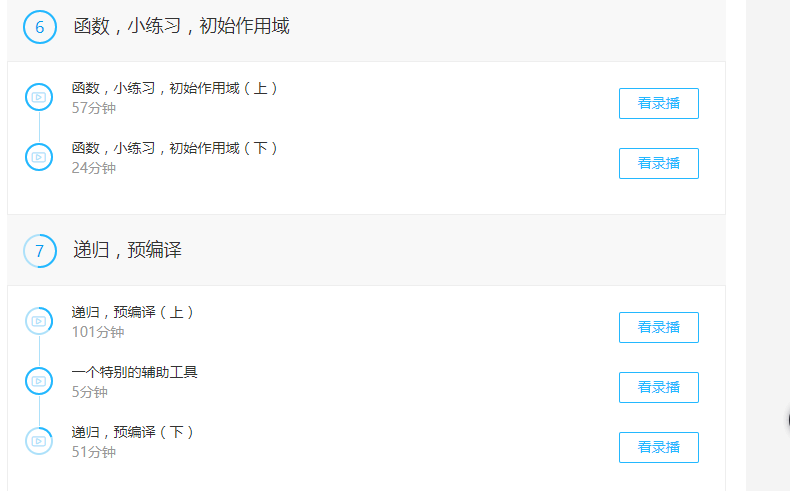 6 函数，小练习，初始作用域
函数，小练习，初始作用域（上）
57分钟
看录播
函数，小练习，初始作用域（下）
24分钟
看录播
7 递归，预编译
递归，预编译（上）
101分钟
看录播
一个特别的辅助工具
5分钟
看录播
递归，预编译（下）
51分钟
看录播